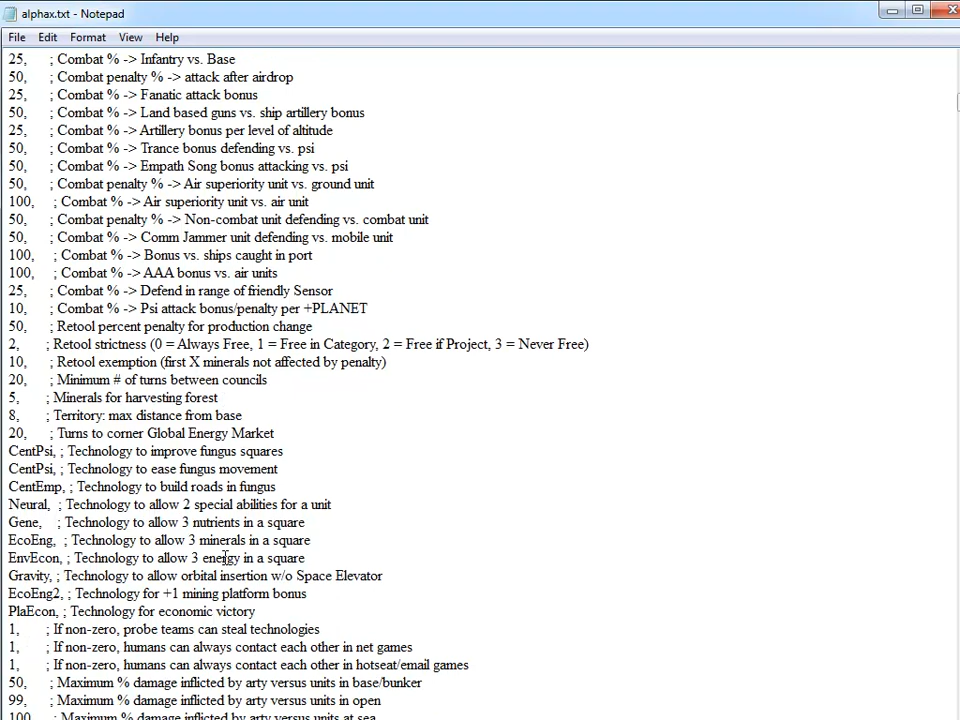 alphax.txt - Notepad
File Edit Format View Help
25, ; Combat % -> Infantry vs. Base
50, ; Combat penalty % -> attack after airdrop
25, ; Combat % -> Fanatic attack bonus
50, ; Combat % -> Land based guns vs. ship artillery bonus
25, ; Combat % -> Artillery bonus per level of altitude
50, ; Combat % -> Trance bonus defending vs. psi
50, ; Combat % -> Empath Song bonus attacking vs. psi
50, ; Combat penalty % -> Air superiority unit vs. ground unit
100, ; Combat % -> Air superiority unit vs. air unit
50, ; Combat penalty % -> Non-combat unit defending vs. combat unit
50, ; Combat % -> Comm Jammer unit defending vs. mobile unit
100, ; Combat % -> Bonus vs. ships caught in port
100, ; Combat % -> AAA bonus vs. air units
25, ; Combat % -> Defend in range of friendly Sensor
10, ; Combat % -> Psi attack bonus/penalty per +PLANET
50, ; Retool percent penalty for production change
2, ; Retool strictness (0 = Always Free, 1 = Free in Category, 2 = Free if Project, 3 = Never Free)
10, ; Retool exemption (first X minerals not affected by penalty)
20, ; Minimum # of turns between councils
5, ; Minerals for harvesting forest
8, ; Territory: max distance from base
20, ; Turns to corner Global Energy Market
CentPsi, ; Technology to improve fungus squares
CentPsi, ; Technology to ease fungus movement
CentEmp, ; Technology to build roads in fungus
Neural, ; Technology to allow 2 special abilities for a unit
Gene, ; Technology to allow 3 nutrients in a square
EcoEng, ; Technology to allow 3 minerals in a square
EnvEcon, ; Technology to allow 3 energy in a square
Gravity, ; Technology to allow orbital insertion w/o Space Elevator
EcoEng2, ; Technology for +1 mining platform bonus
PlaEcon, ; Technology for economic victory
1, ; If non-zero, probe teams can steal technologies
1, ; If non-zero, humans can always contact each other in net games
1, ; If non-zero, humans can always contact each other in hotseat/email games
50, ; Maximum % damage inflicted by arty versus units in base/bunker
99, ; Maximum % damage inflicted by arty versus units in open
100, ; Maximum % damage inflicted by arty versus units at sea